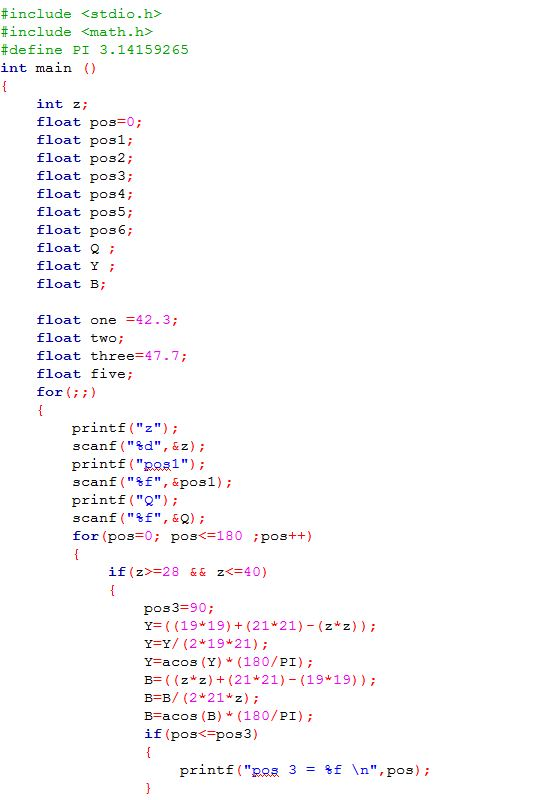 #include <stdio.h>
#include <math.h>
#define PI 3.14159265
int main ()
{
int z;
float pos=0;
float pos1;
float pos2;
float pos3;
float pos4;
float pos5;
float pos6;
float Q ;
float Y ;
float B;
float one =42.3;
float two;
float three=47.7;
float five;
for(;;)
{
printf("z");
scanf("%d",&z);
printf("pos1");
scanf("%f",&pos1);
printf("Q");
scanf("%f",&Q);
for(pos=0; pos<=180 ;pos++)
{
if(z>=28 && z<=40)
{
pos3=90;
Y=((19*19)+(21*21)-(z*z));
Y=Y/(2*19*21);
Y=acos(Y)*(180/PI);
B=((z*z)+(21*21)-(19*19));
B=B/(2*21*z);
B=acos(B)*(180/PI);
if(pos<=pos3)
{
printf("pos 3 = %f \n",pos);
}